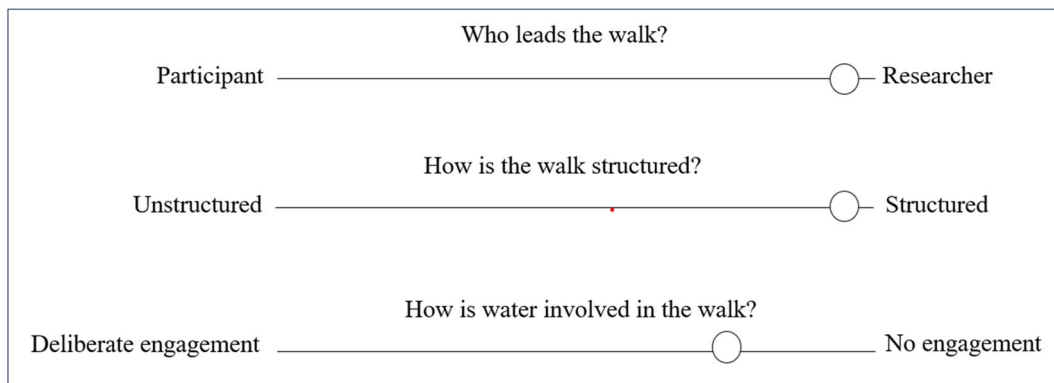 Who leads the walk?
Participant Researcher
How is the walk structured?
Unstructured Structured
How is water involved in the walk?
Deliberate engagement No engagement